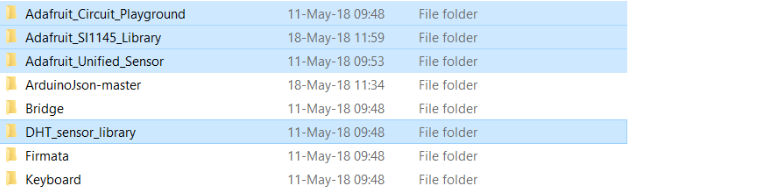 Adafruit_Circuit_Playground 11-May-18 09:48 File folder
Adafruit_SI1145_Library 18-May-18 11:59 File folder
Adafruit_Unified_Sensor 11-May-18 09:53 File folder
ArduinoJson-master 18-May-18 11:34 File folder
Bridge 11-May-18 09:48 File folder
DHT_sensor_library 11-May-18 09:48 File folder
Firmata 11-May-18 09:48 File folder
Keyboard 11-May-18 09:48 File folder